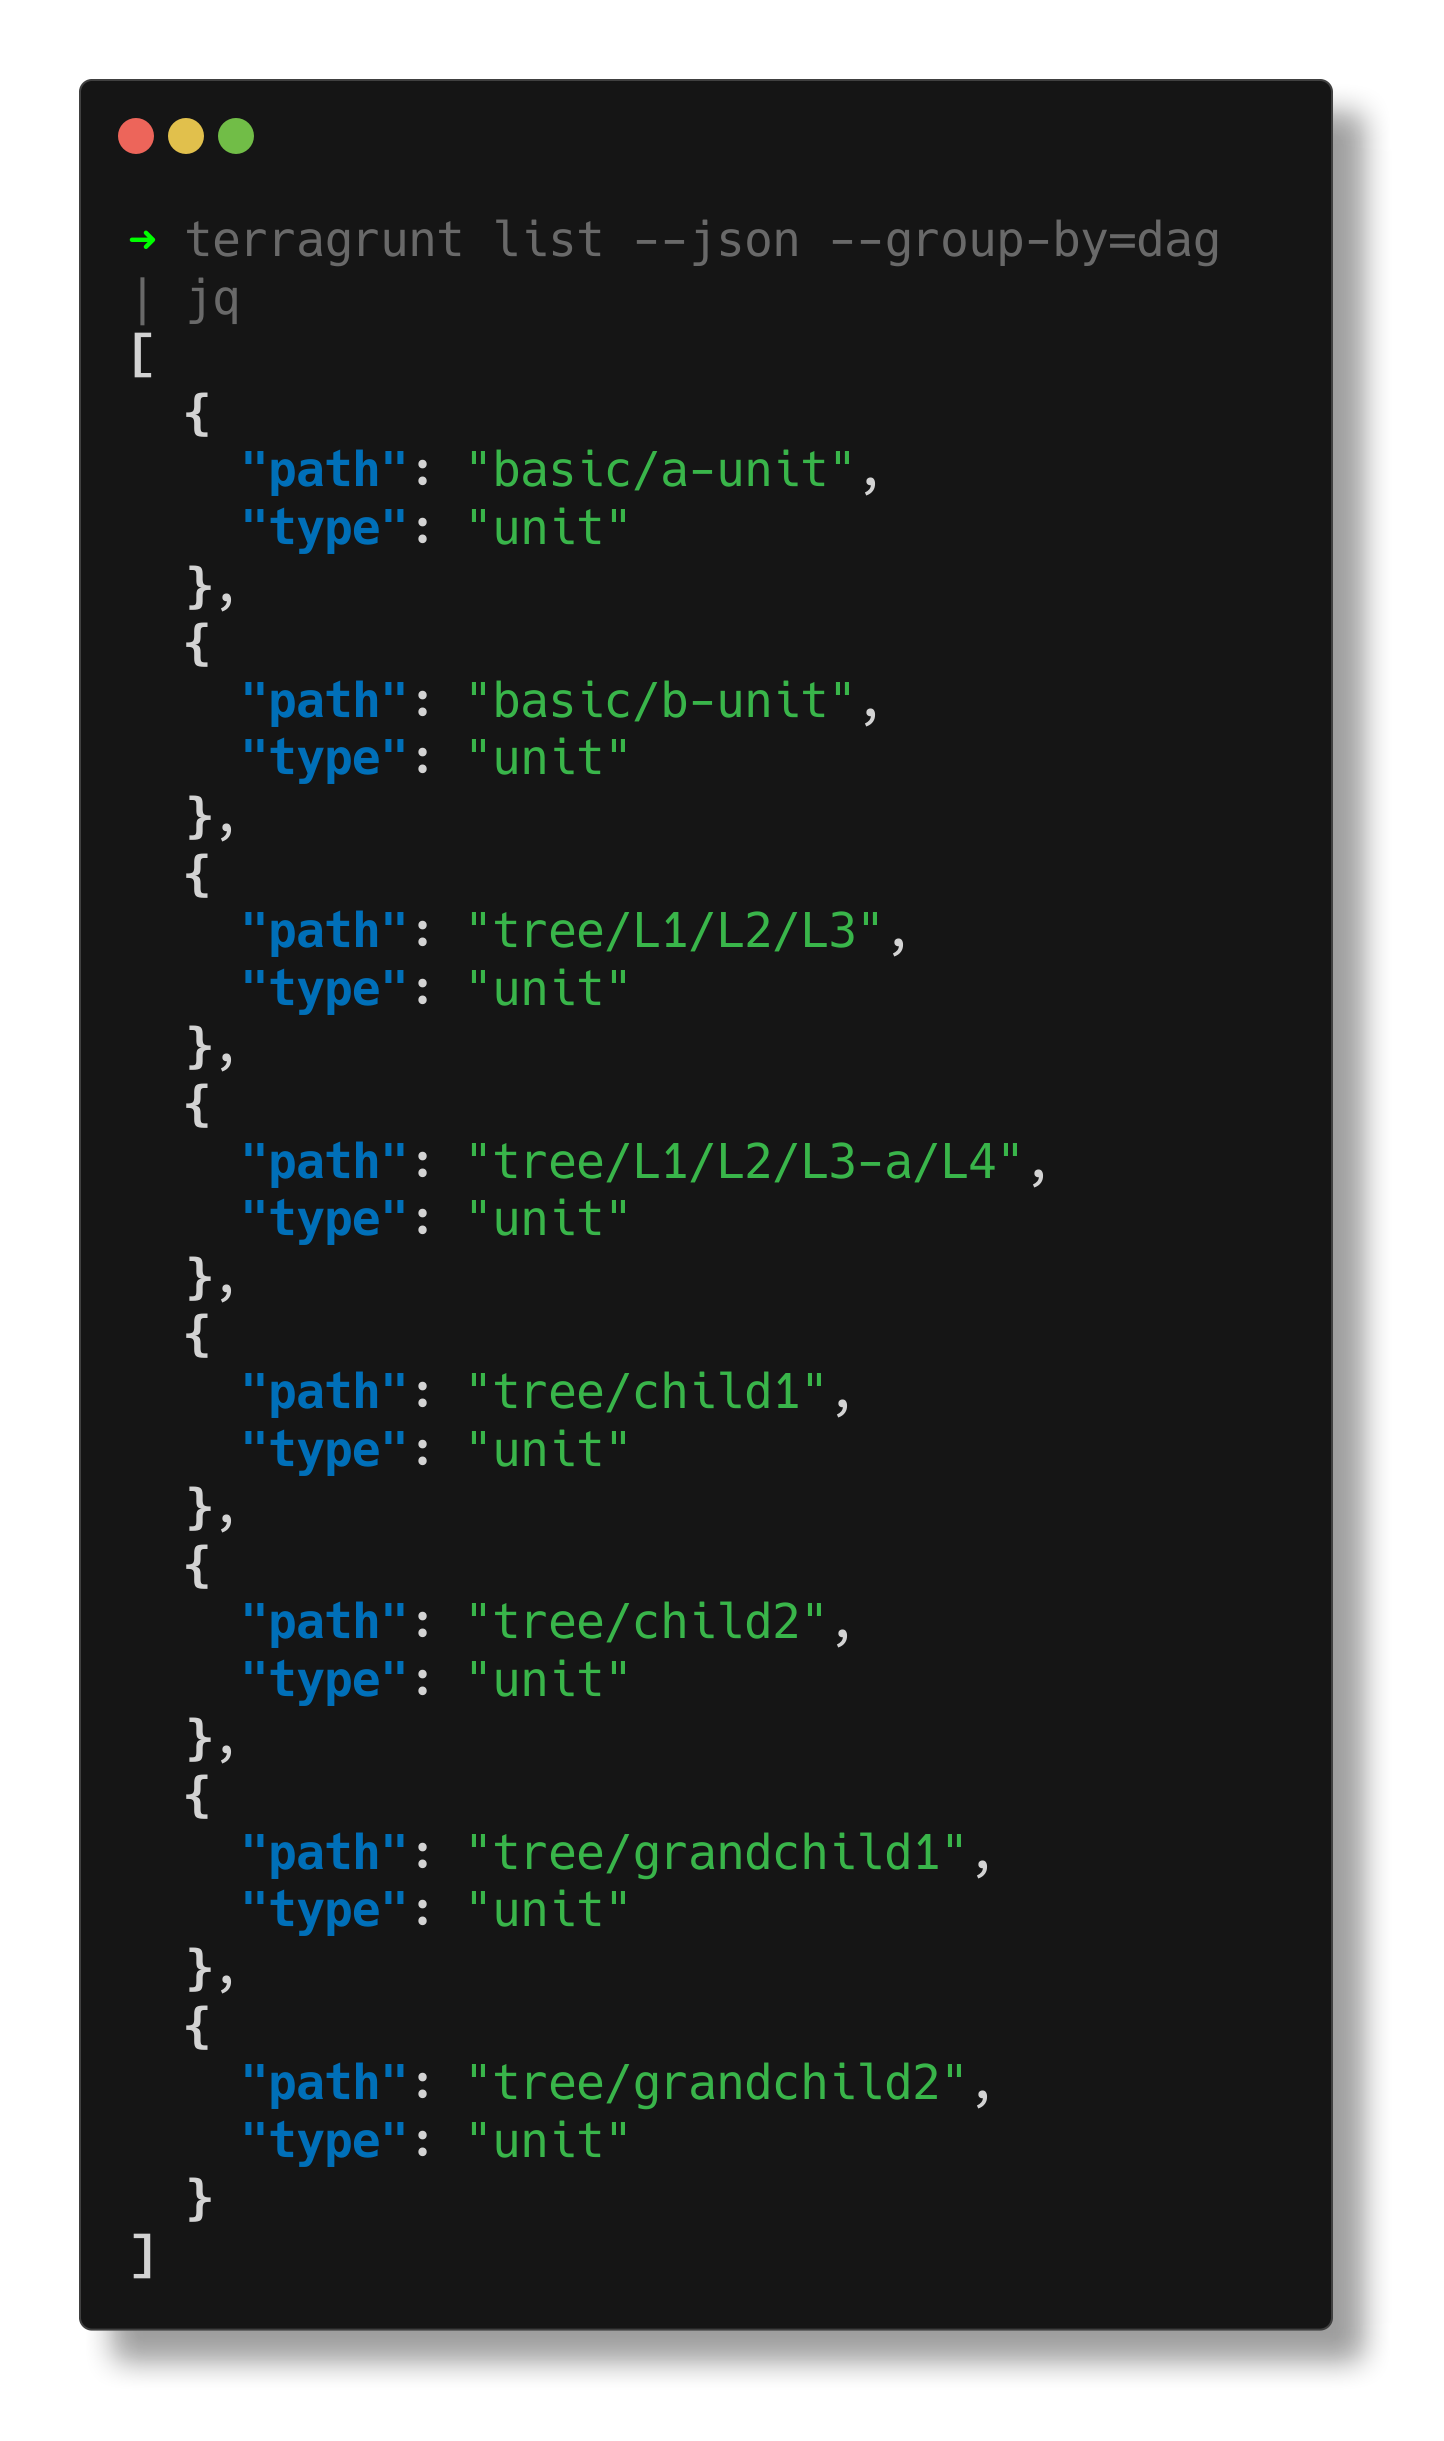 ➜ terragrunt list --json --group-by=dag
| jq
[
  {
    "path": "basic/a-unit",
    "type": "unit"
  },
  {
    "path": "basic/b-unit",
    "type": "unit"
  },
  {
    "path": "tree/L1/L2/L3",
    "type": "unit"
  },
  {
    "path": "tree/L1/L2/L3-a/L4",
    "type": "unit"
  },
  {
    "path": "tree/child1",
    "type": "unit"
  },
  {
    "path": "tree/child2",
    "type": "unit"
  },
  {
    "path": "tree/grandchild1",
    "type": "unit"
  },
  {
    "path": "tree/grandchild2",
    "type": "unit"
  }
]